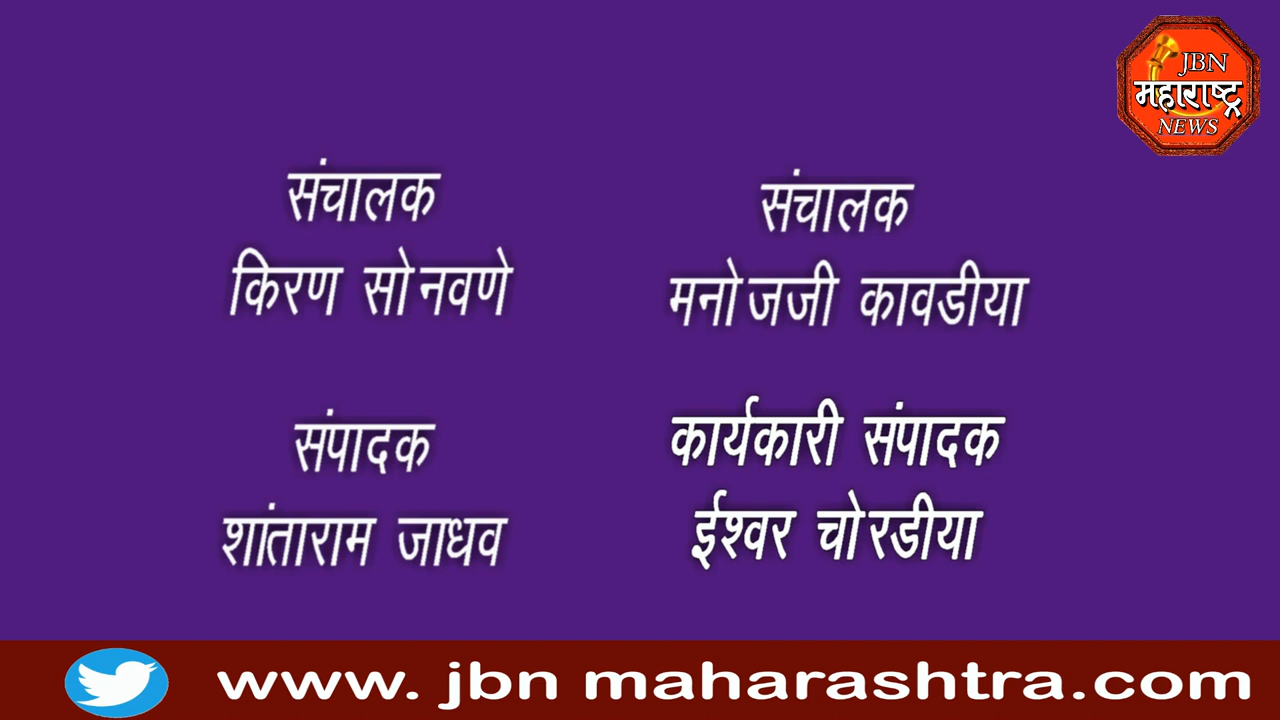 JBN
महाराष्ट्र
NEWS
संचालक
किरण सोनवणे
संचालक
मनोजजी कावडीया
संपादक
शांताराम जाधव
कार्यकारी संपादक
ईश्वर चोरडीया
www. jbn maharashtra.com